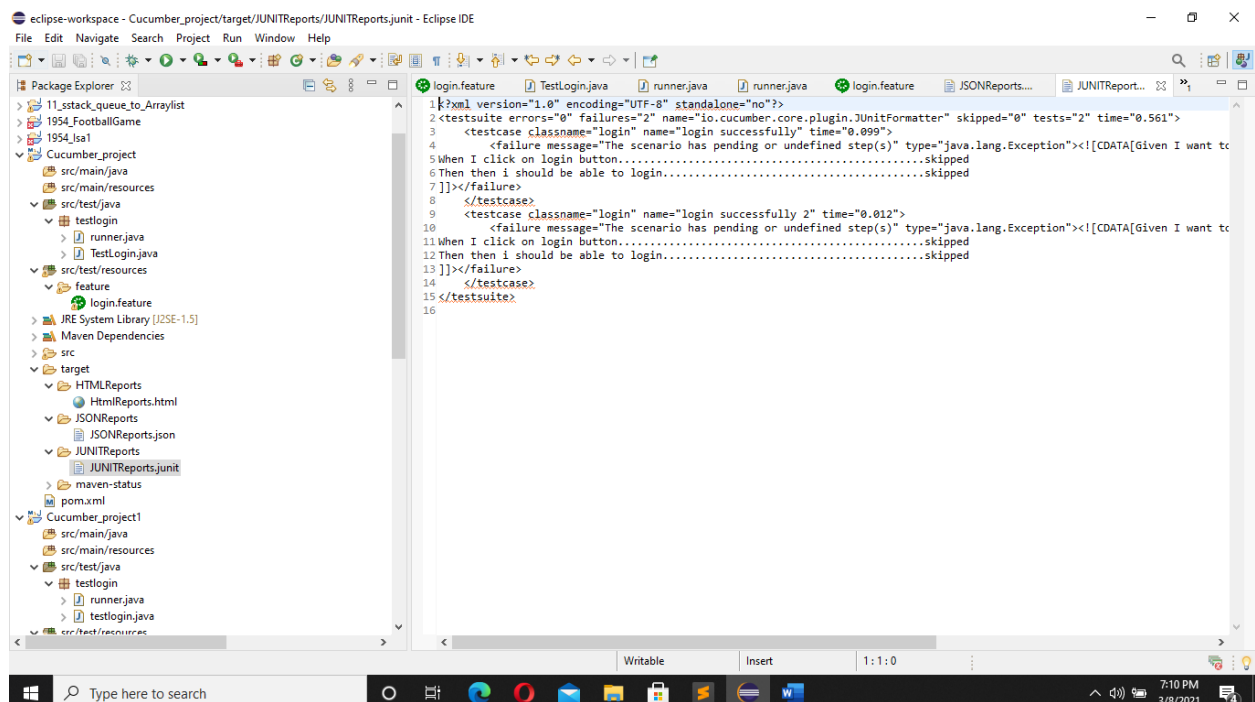 eclipse-workspace - Cucumber_project/target/JUNITReports/JUNITReports.junit - Eclipse IDE
File Edit Navigate Search Project Run Window Help
Package Explorer
11_sstack_queue_to_Arraylist
1954_FootballGame
1954_lsa1
Cucumber_project
src/main/java
src/main/resources
src/test/java
testlogin
runner.java
TestLogin.java
src/test/resources
feature
login.feature
JRE System Library [J2SE-1.5]
Maven Dependencies
src
target
HTMLReports
HtmlReports.html
JSONReports
JSONReports.json
JUNITReports
JUNITReports.junit
maven-status
pom.xml
Cucumber_project1
src/main/java
src/main/resources
src/test/java
testlogin
runner.java
testlogin.java
src/test/resources
login.feature TestLogin.java runner.java runner.java login.feature JSONReports.... JUNITReport... »1
1 <?xml version="1.0" encoding="UTF-8" standalone="no"?>
2 <testsuite errors="0" failures="2" name="io.cucumber.core.plugin.JUnitFormatter" skipped="0" tests="2" time="0.561">
3 <testcase classname="login" name="login successfully" time="0.099">
4 <failure message="The scenario has pending or undefined step(s)" type="java.lang.Exception"><![CDATA[Given I want to
5 When I click on login button................................................skipped
6 Then then i should be able to login.........................................skipped
7 ]]></failure>
8 </testcase>
9 <testcase classname="login" name="login successfully 2" time="0.012">
10 <failure message="The scenario has pending or undefined step(s)" type="java.lang.Exception"><![CDATA[Given I want to
11 When I click on login button................................................skipped
12 Then then i should be able to login.........................................skipped
13 ]]></failure>
14 </testcase>
15 </testsuite>
16
Writable Insert 1:1:0
Type here to search
7:10 PM
3/8/2021
4